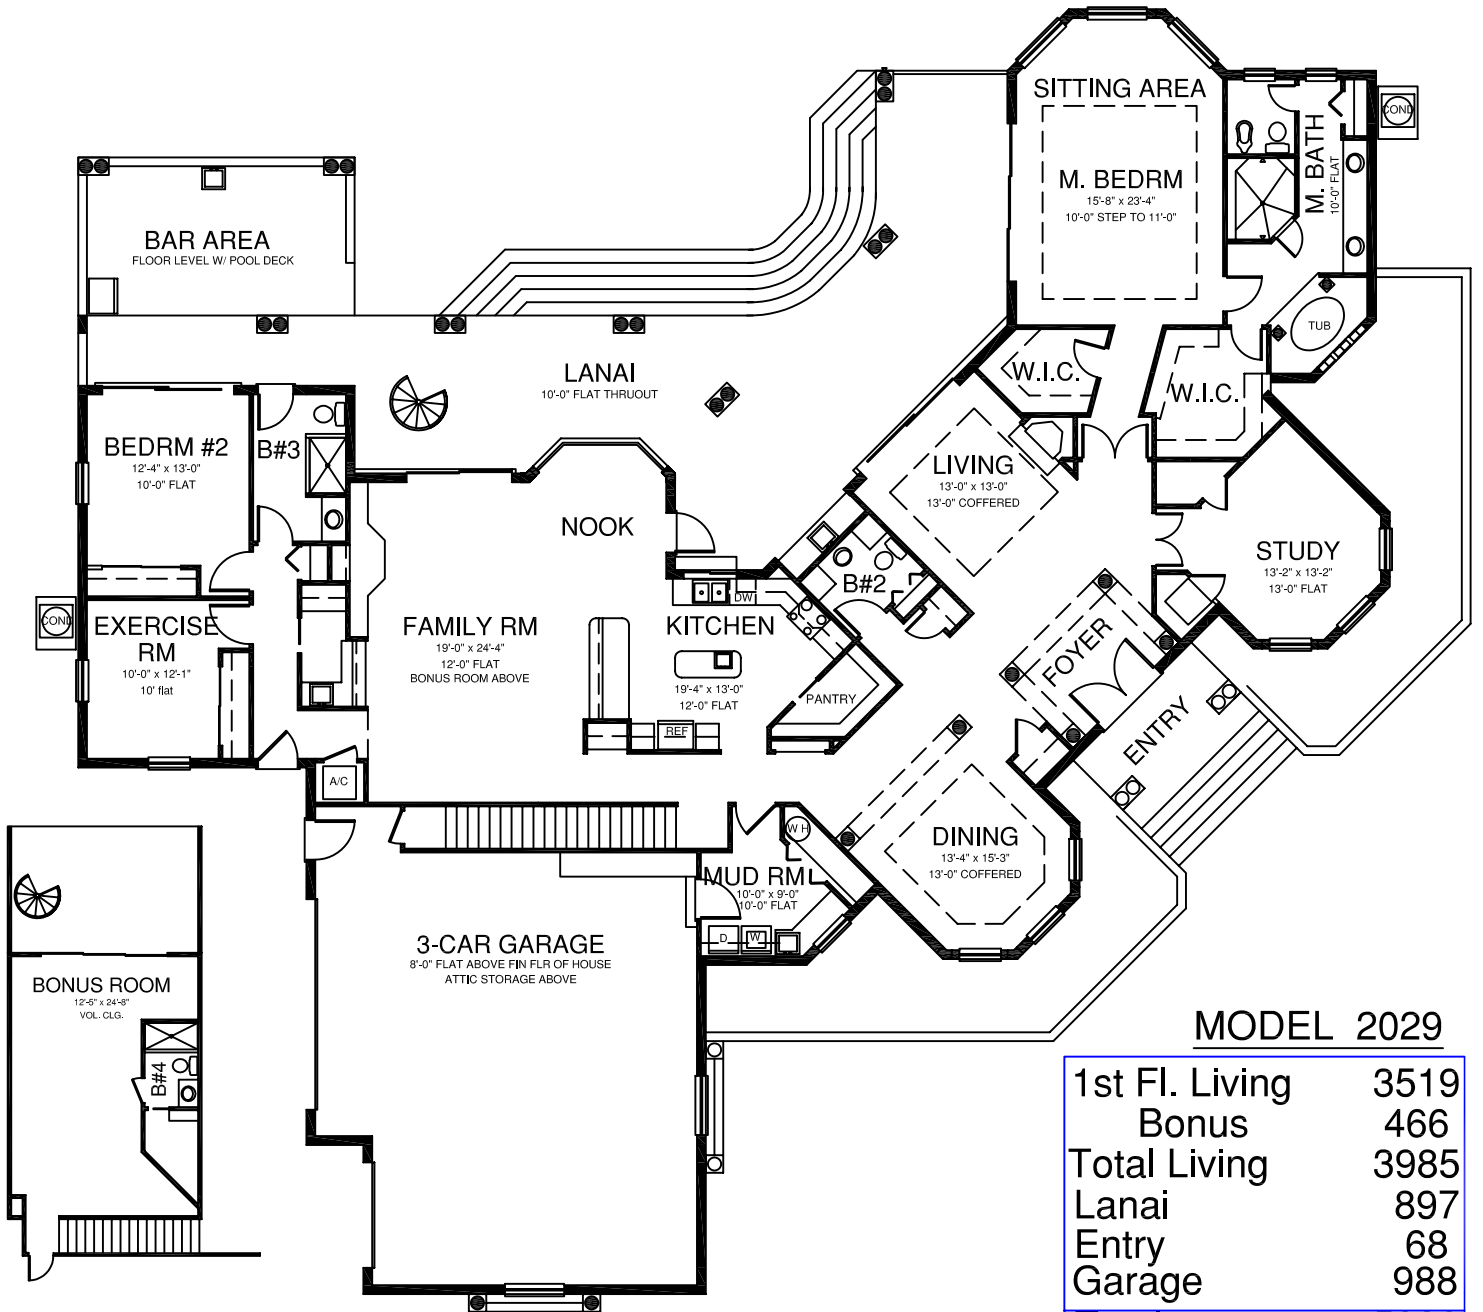 SITTING AREA
M. BEDRM
15'-8" x 23'-4"
10'-0" STEP TO 11'-0"
M. BATH
10'-0" FLAT
COND
TUB
BAR AREA
FLOOR LEVEL W/ POOL DECK
LANAI
10'-0" FLAT THRUOUT
W.I.C.
W.I.C.
BEDRM #2
12'-4" x 13'-0"
10'-0" FLAT
B#3
LIVING
13'-0" x 13'-0"
13'-0" COFFERED
NOOK
STUDY
13'-2" x 13'-2"
13'-0" FLAT
B#2
DW
COND
EXERCISE
RM
10'-0" x 12'-1"
10' flat
FAMILY RM
19'-0" x 24'-4"
12'-0" FLAT
BONUS ROOM ABOVE
KITCHEN
19'-4" x 13'-0"
12'-0" FLAT
REF
PANTRY
FOYER
ENTRY
A/C
W H
MUD RM
10'-0" x 9'-0"
10'-0" FLAT
D
W
DINING
13'-4" x 15'-3"
13'-0" COFFERED
3-CAR GARAGE
8'-0" FLAT ABOVE FIN FLR OF HOUSE
ATTIC STORAGE ABOVE
BONUS ROOM
12'-5" x 24'-8"
VOL. CLG.
B#4
MODEL 2029
1st Fl. Living 3519
Bonus 466
Total Living 3985
Lanai 897
Entry 68
Garage 988